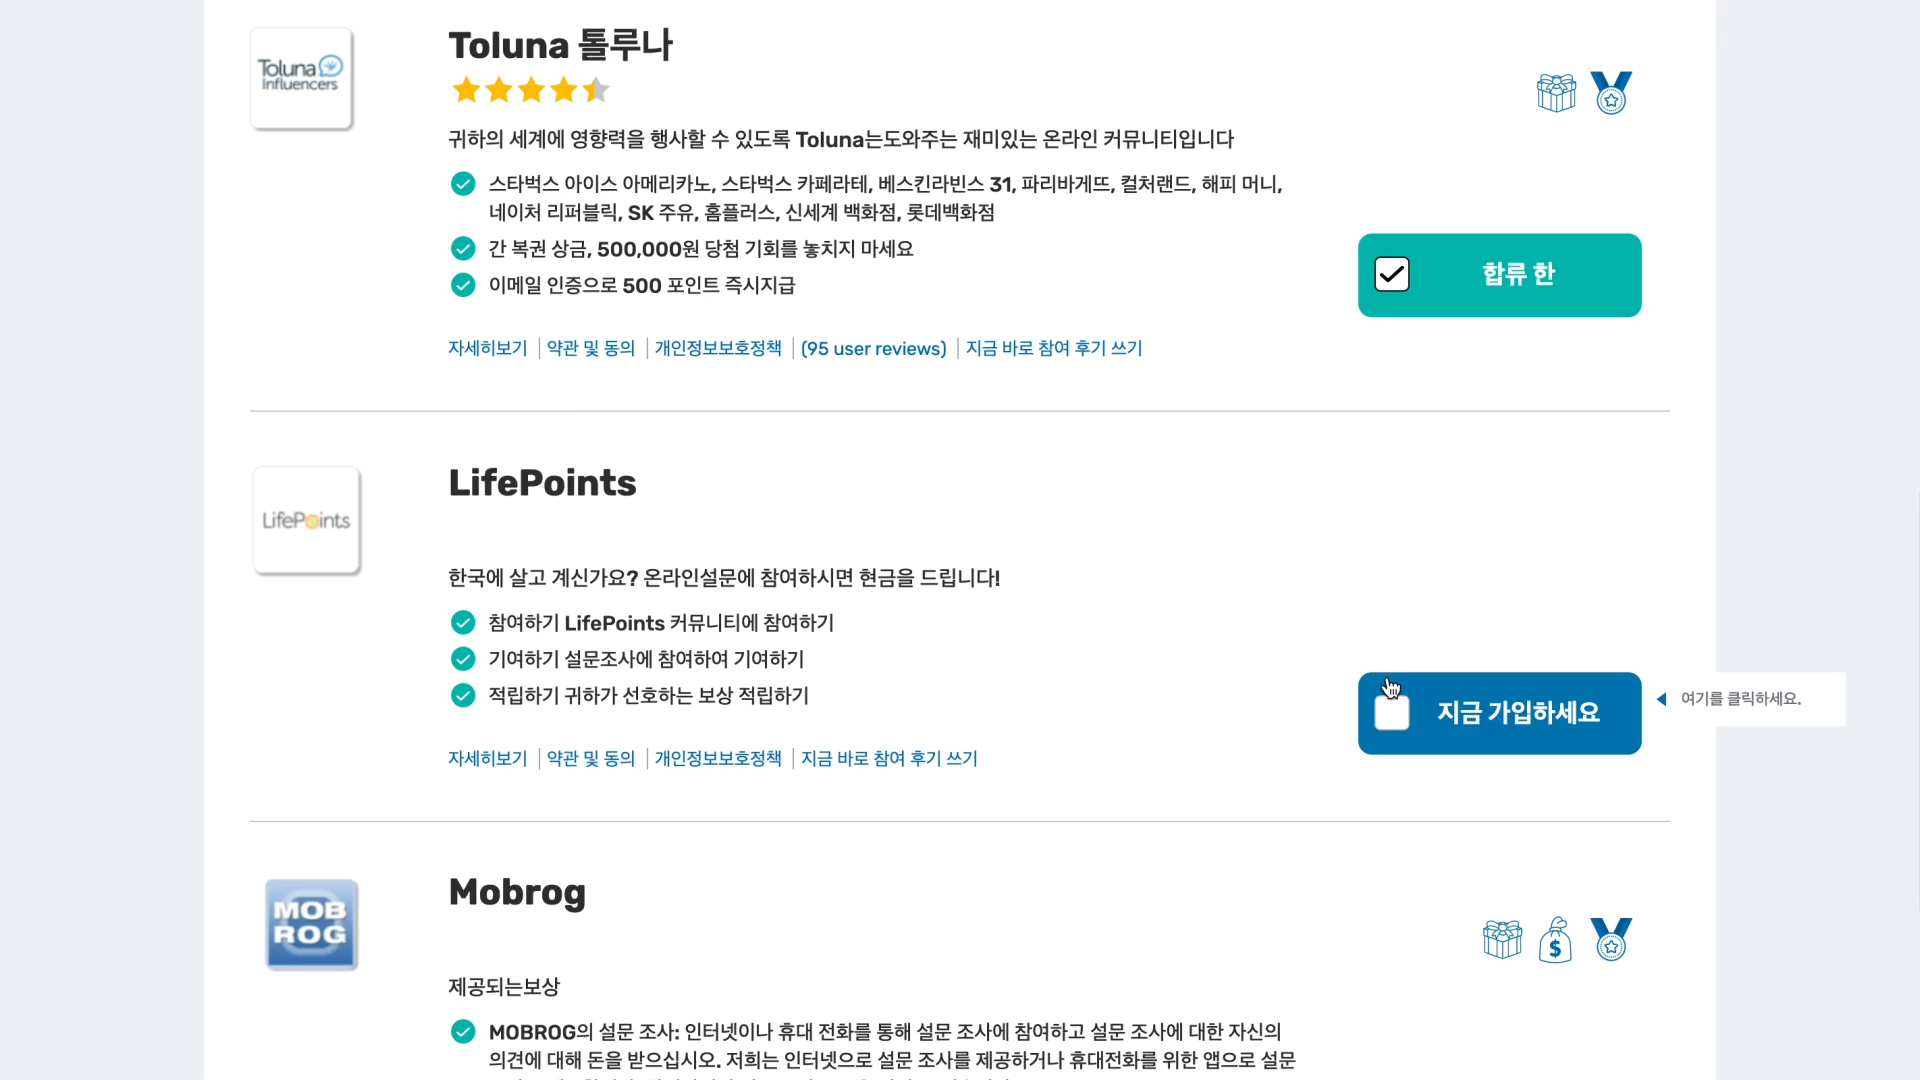 Toluna
Influencers
Toluna 톨루나
귀하의 세계에 영향력을 행사할 수 있도록 Toluna는도와주는 재미있는 온라인 커뮤니티입니다
스타벅스 아이스 아메리카노, 스타벅스 카페라테, 베스킨라빈스 31, 파리바게뜨, 컬처랜드, 해피 머니,
네이처 리퍼블릭, SK 주유, 홈플러스, 신세계 백화점, 롯데백화점
간 복권 상금, 500,000원 당첨 기회를 놓치지 마세요
이메일 인증으로 500 포인트 즉시지급
합류 한
자세히보기 약관 및 동의 개인정보보호정책 (95 user reviews) 지금 바로 참여 후기 쓰기
LifePoints
LifePoints
한국에 살고 계신가요? 온라인설문에 참여하시면 현금을 드립니다!
참여하기 LifePoints 커뮤니티에 참여하기
기여하기 설문조사에 참여하여 기여하기
적립하기 귀하가 선호하는 보상 적립하기
지금 가입하세요
여기를 클릭하세요.
자세히보기 약관 및 동의 개인정보보호정책 지금 바로 참여 후기 쓰기
MOB
ROG
Mobrog
제공되는보상
MOBROG의 설문 조사: 인터넷이나 휴대 전화를 통해 설문 조사에 참여하고 설문 조사에 대한 자신의
의견에 대해 돈을 받으십시오. 저희는 인터넷으로 설문 조사를 제공하거나 휴대전화를 위한 앱으로 설문